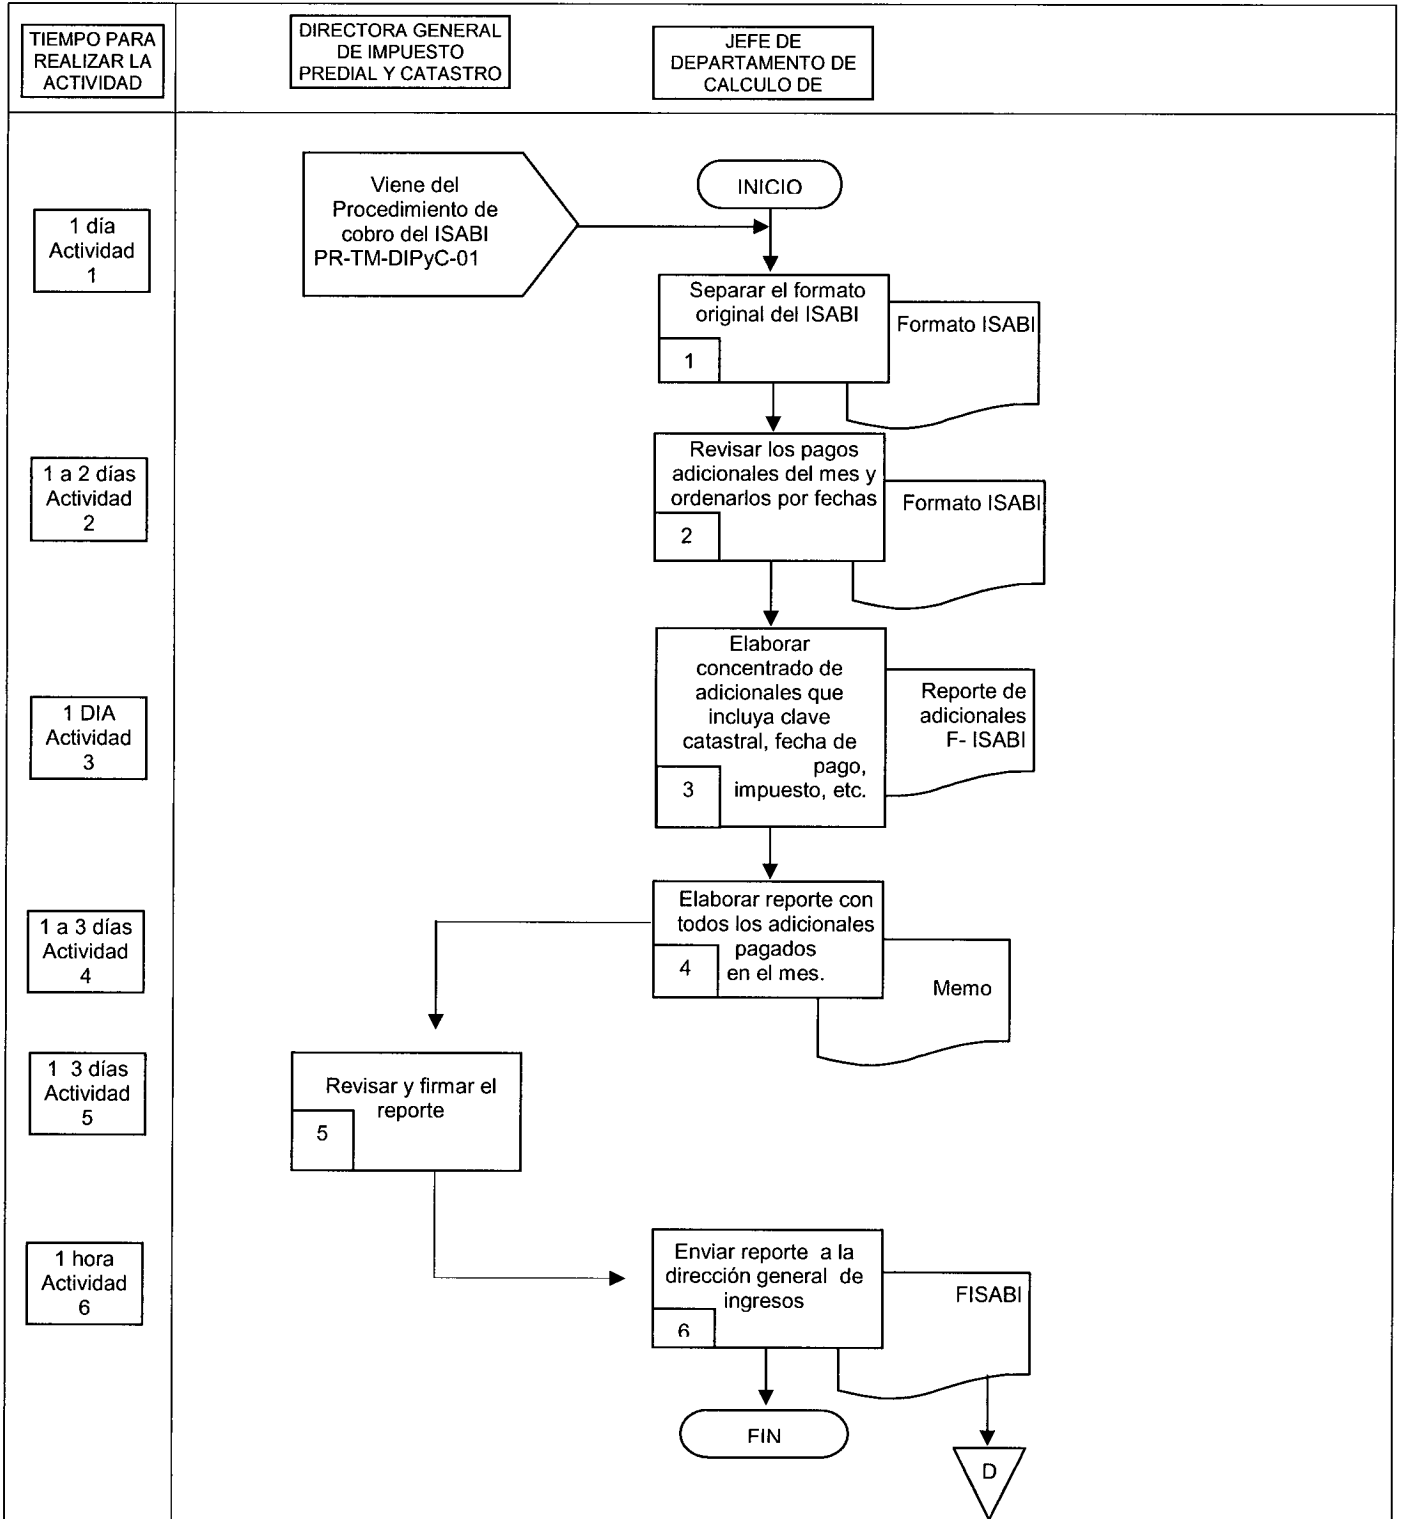 TIEMPO PARA
REALIZAR LA
ACTIVIDAD
DIRECTORA GENERAL
DE IMPUESTO
PREDIAL Y CATASTRO
JEFE DE
DEPARTAMENTO DE
CALCULO DE
1 día
Actividad
1
Viene del
Procedimiento de
cobro del ISABI
PR-TM-DIPyC-01
INICIO
Separar el formato
original del ISABI
1
Formato ISABI
1 a 2 días
Actividad
2
Revisar los pagos
adicionales del mes y
ordenarlos por fechas
2
Formato ISABI
1 DIA
Actividad
3
Elaborar
concentrado de
adicionales que
incluya clave
catastral, fecha de
pago,
impuesto, etc.
3
Reporte de
adicionales
F- ISABI
1 a 3 días
Actividad
4
Elaborar reporte con
todos los adicionales
pagados
en el mes.
4
Memo
1 3 días
Actividad
5
Revisar y firmar el
reporte
5
1 hora
Actividad
6
Enviar reporte a la
dirección general de
ingresos
6
FISABI
FIN
D